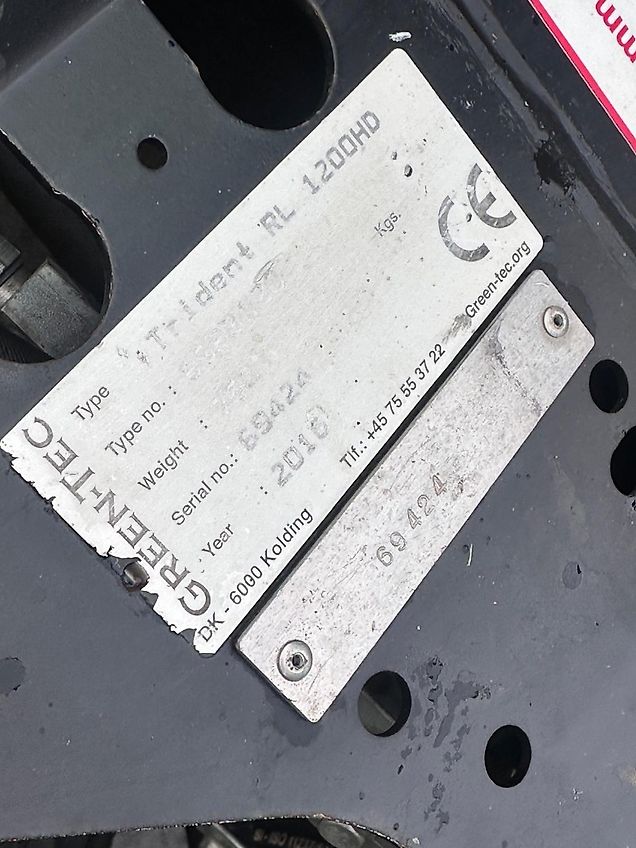 GREEN-TEC
Type : Trident RL 1200HD
Type no. :
Weight : Kgs.
Serial no.: 69424
Year : 2016
CE
DK - 6000 Kolding Tlf.: +45 75 55 37 22 Green-tec.org
69424